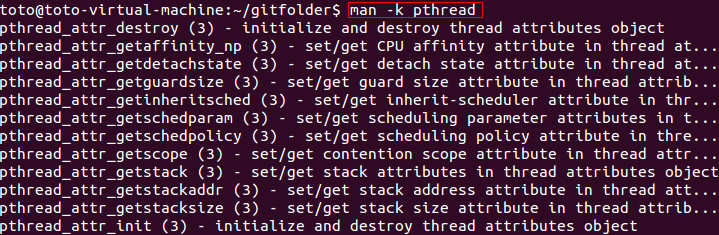 toto@toto-virtual-machine:~/gitfolder$ man -k pthread
pthread_attr_destroy (3) - initialize and destroy thread attributes object
pthread_attr_getaffinity_np (3) - set/get CPU affinity attribute in thread at...
pthread_attr_getdetachstate (3) - set/get detach state attribute in thread at...
pthread_attr_getguardsize (3) - set/get guard size attribute in thread attrib...
pthread_attr_getinheritsched (3) - set/get inherit-scheduler attribute in thr...
pthread_attr_getschedparam (3) - set/get scheduling parameter attributes in t...
pthread_attr_getschedpolicy (3) - set/get scheduling policy attribute in thre...
pthread_attr_getscope (3) - set/get contention scope attribute in thread attr...
pthread_attr_getstack (3) - set/get stack attributes in thread attributes object
pthread_attr_getstackaddr (3) - set/get stack address attribute in thread att...
pthread_attr_getstacksize (3) - set/get stack size attribute in thread attrib...
pthread_attr_init (3) - initialize and destroy thread attributes object